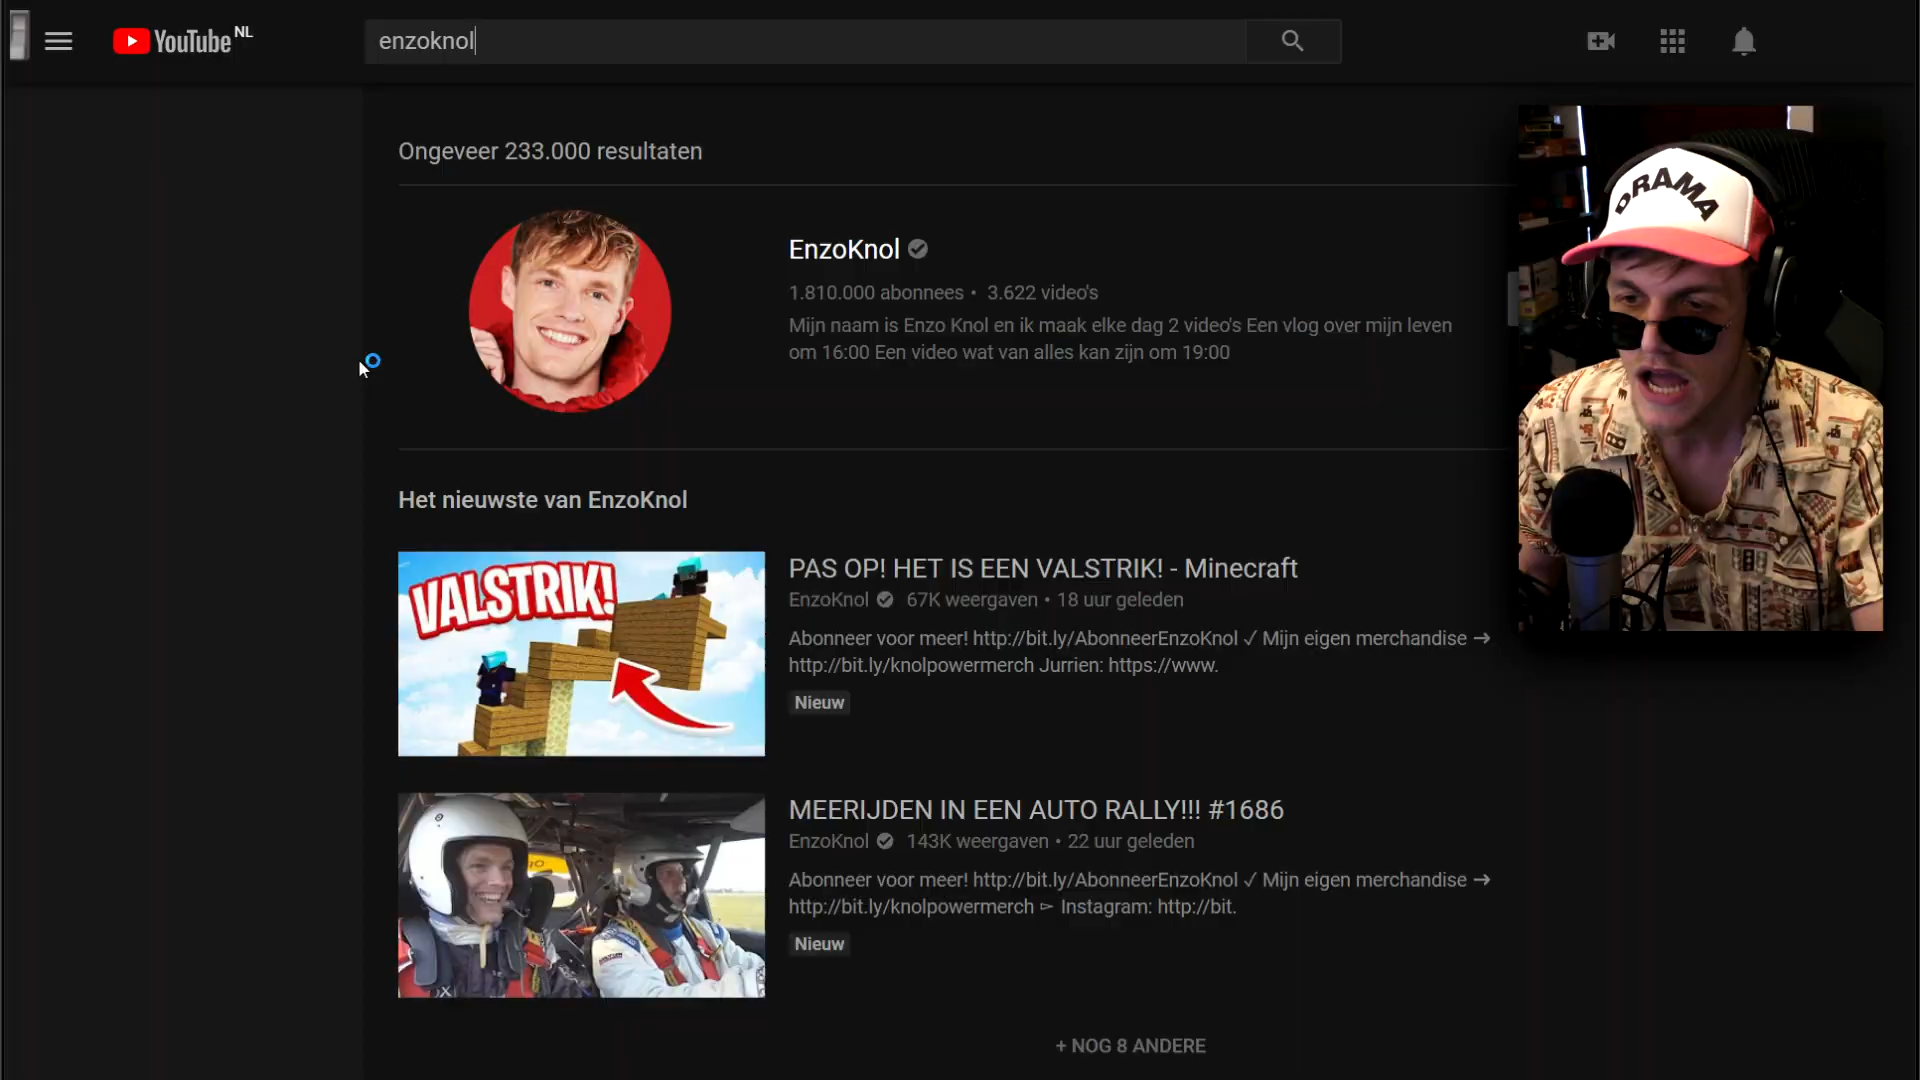 YouTube NL
enzoknol
Ongeveer 233.000 resultaten
EnzoKnol
1.810.000 abonnees • 3.622 video's
Mijn naam is Enzo Knol en ik maak elke dag 2 video's Een vlog over mijn leven
om 16:00 Een video wat van alles kan zijn om 19:00
DRAMA
Het nieuwste van EnzoKnol
VALSTRIK!
PAS OP! HET IS EEN VALSTRIK! - Minecraft
EnzoKnol 67K weergaven • 18 uur geleden
Abonneer voor meer! http://bit.ly/AbonneerEnzoKnol ✓ Mijn eigen merchandise →
http://bit.ly/knolpowermerch Jurrien: https://www.
Nieuw
MEERIJDEN IN EEN AUTO RALLY!!! #1686
EnzoKnol 143K weergaven • 22 uur geleden
Abonneer voor meer! http://bit.ly/AbonneerEnzoKnol ✓ Mijn eigen merchandise →
http://bit.ly/knolpowermerch ▻ Instagram: http://bit.
Nieuw
+ NOG 8 ANDERE